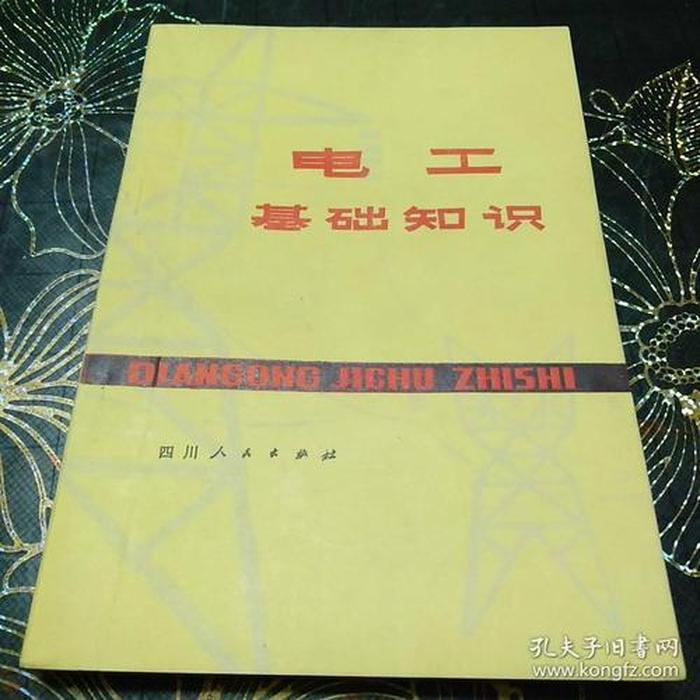 电工
基础知识
DIANGONG JICHU ZHISHI
四川人民出版社
孔夫子旧书网
www.kongfz.com